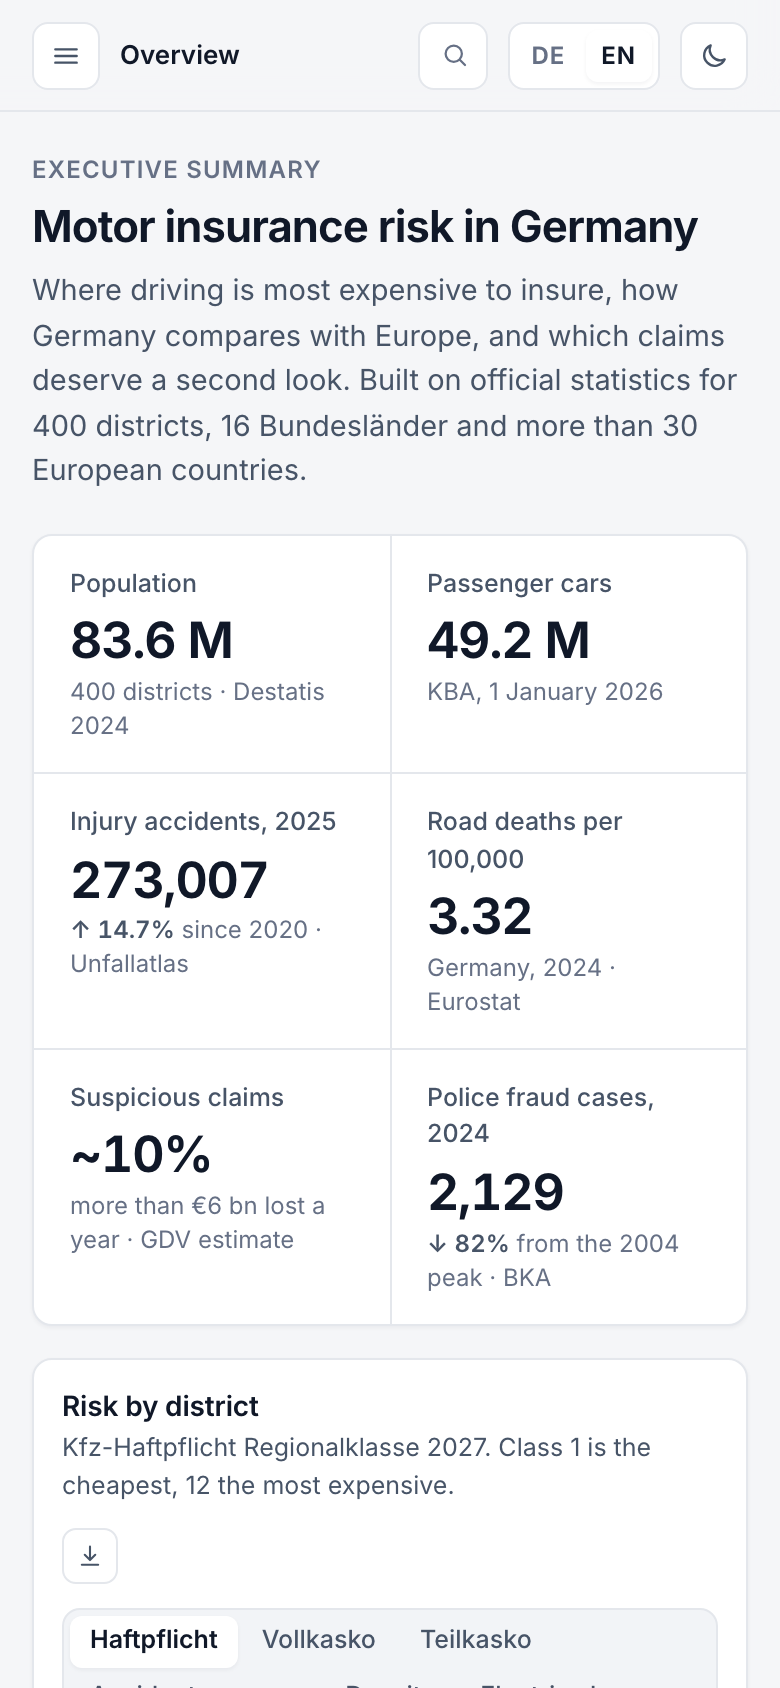 Overview
DE EN
EXECUTIVE SUMMARY
Motor insurance risk in Germany
Where driving is most expensive to insure, how
Germany compares with Europe, and which claims
deserve a second look. Built on official statistics for
400 districts, 16 Bundesländer and more than 30
European countries.
Population
83.6 M
400 districts · Destatis
2024
Passenger cars
49.2 M
KBA, 1 January 2026
Injury accidents, 2025
273,007
↑ 14.7% since 2020 ·
Unfallatlas
Road deaths per
100,000
3.32
Germany, 2024 ·
Eurostat
Suspicious claims
~10%
more than €6 bn lost a
year · GDV estimate
Police fraud cases,
2024
2,129
↓ 82% from the 2004
peak · BKA
Risk by district
Kfz-Haftpflicht Regionalklasse 2027. Class 1 is the
cheapest, 12 the most expensive.
Haftpflicht Vollkasko Teilkasko